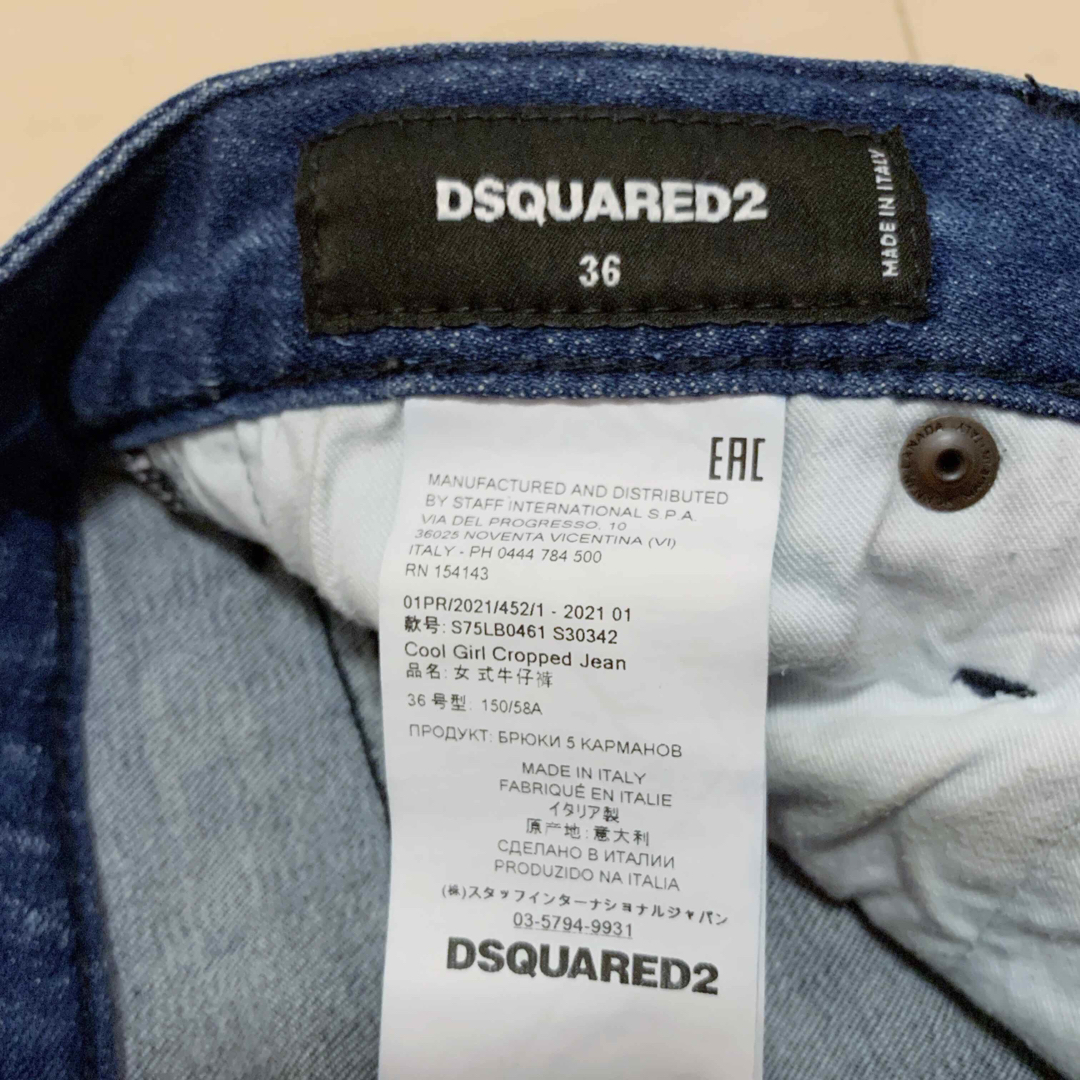 DSQUARED2
36
MADE IN ITALY
EAC
MANUFACTURED AND DISTRIBUTED
BY STAFF INTERNATIONAL S.P.A.
VIA DEL PROGRESSO, 10
36025 NOVENTA VICENTINA (VI)
ITALY - PH 0444 784 500
RN 154143
01PR/2021/452/1 - 2021 01
款号: S75LB0461 S30342
Cool Girl Cropped Jean
品名: 女 式牛仔裤
36 号型: 150/58A
ПРОДУКТ: БРЮКИ 5 КАРМАНОВ
MADE IN ITALY
FABRIQUÉ EN ITALIE
イタリア製
原产地: 意大利
СДЕЛАНО В ИТАЛИИ
PRODUZIDO NA ITALIA
(株)スタッフインターナショナルジャパン
03-5794-9931
DSQUARED2